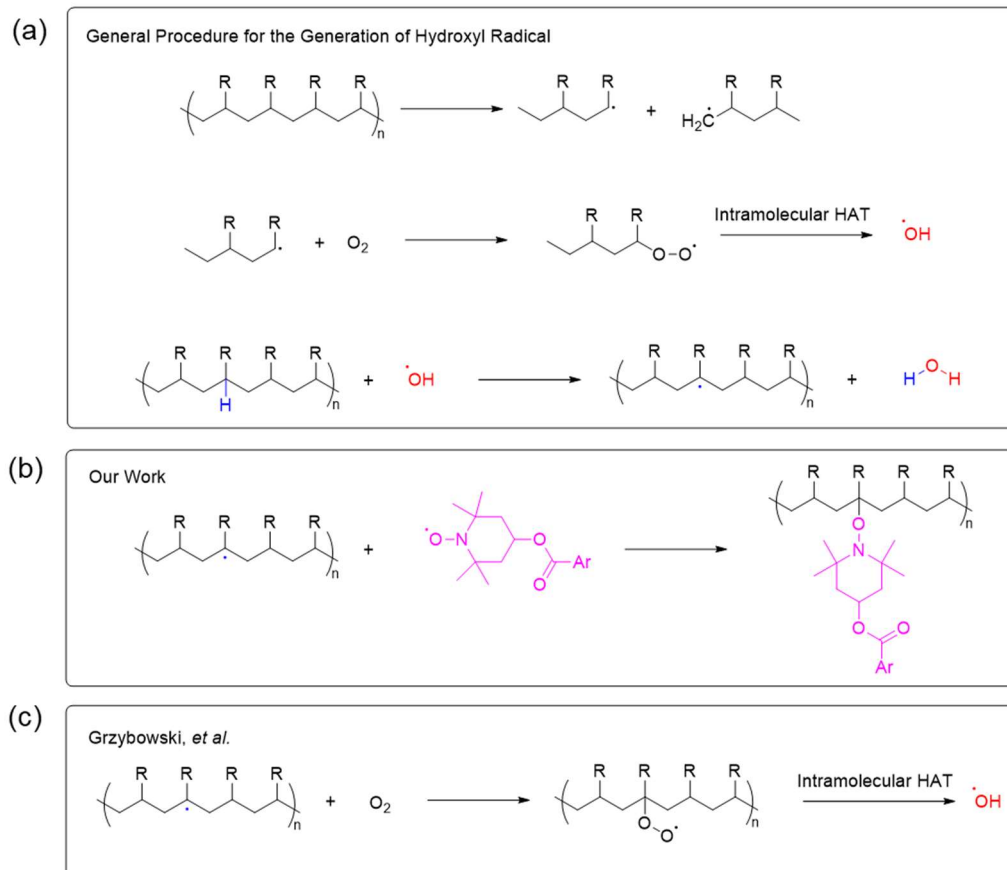 (a)
General Procedure for the Generation of Hydroxyl Radical
R R R R
n
R R
+
H₂Ċ
R
R R
+ O₂
R R
O–O•
Intramolecular HAT
•OH
R R R R
H
n
+
•OH
R R R R
n
+
H O H
(b)
Our Work
R R R R
n
+
•O N O Ar
O
R R R R
n
O
N
O O
Ar
(c)
Grzybowski, et al.
R R R R
n
+ O₂
R R R R
n
O–O•
Intramolecular HAT
•OH